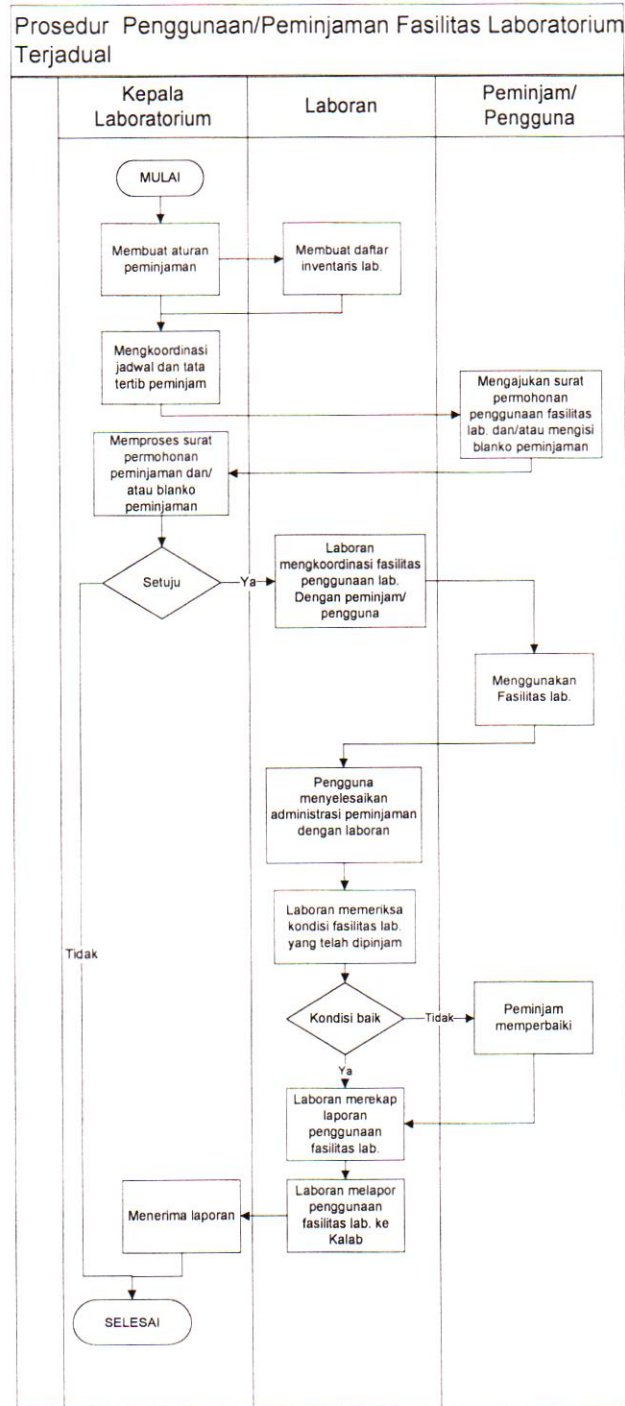 Prosedur Penggunaan/Peminjaman Fasilitas Laboratorium
Terjadual
Kepala
Laboratorium
Laboran
Peminjam/
Pengguna
MULAI
Membuat aturan
peminjaman
Membuat daftar
inventaris lab.
Mengkoordinasi
jadwal dan tata
tertib peminjam
Mengajukan surat
permohonan
penggunaan fasilitas
lab. dan/atau mengisi
blanko peminjaman
Memproses surat
permohonan
peminjaman dan/
atau blanko
peminjaman
Setuju
Ya
Laboran
mengkoordinasi fasilitas
penggunaan lab.
Dengan peminjam/
pengguna
Menggunakan
Fasilitas lab.
Pengguna
menyelesaikan
administrasi peminjaman
dengan laboran
Laboran memeriksa
kondisi fasilitas lab.
yang telah dipinjam
Tidak
Kondisi baik
Tidak
Peminjam
memperbaiki
Ya
Laboran merekap
laporan
penggunaan
fasilitas lab.
Laboran melapor
penggunaan
fasilitas lab. ke
Kalab
Menerima laporan
SELESAI